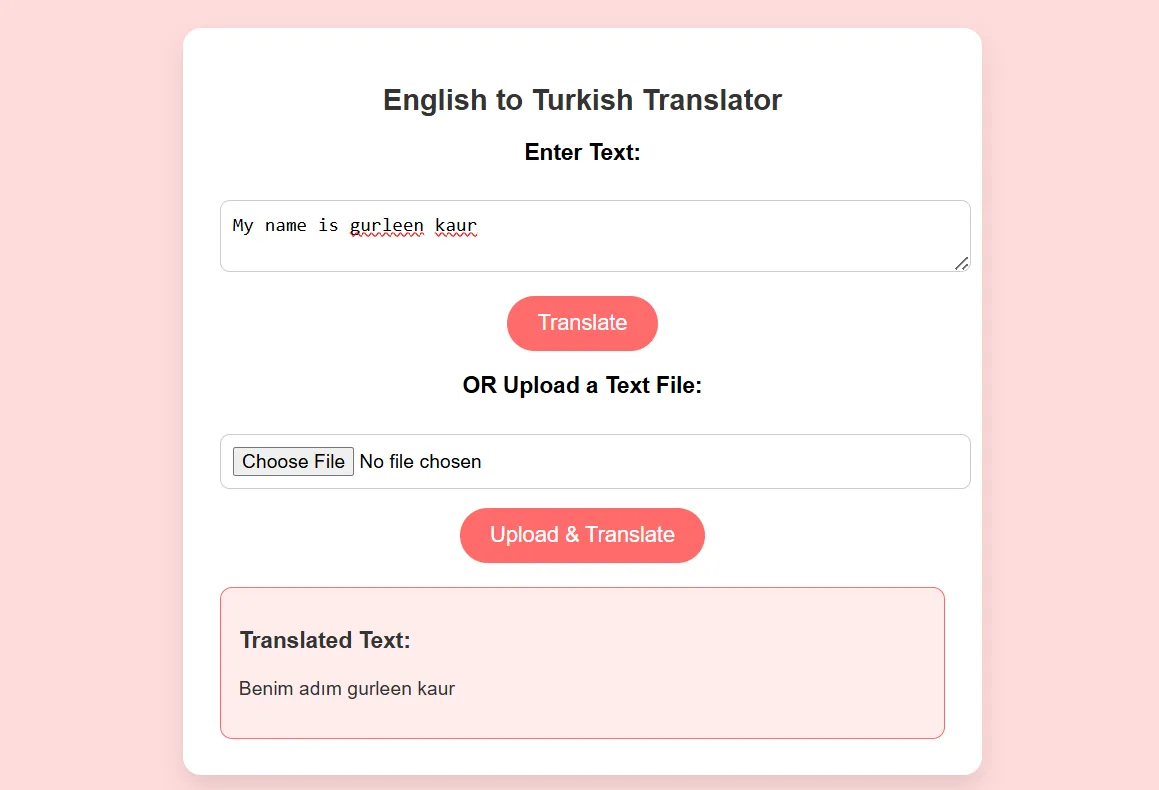 English to Turkish Translator
Enter Text:
My name is gurleen kaur
Translate
OR Upload a Text File:
Choose File No file chosen
Upload & Translate
Translated Text:
Benim adım gurleen kaur